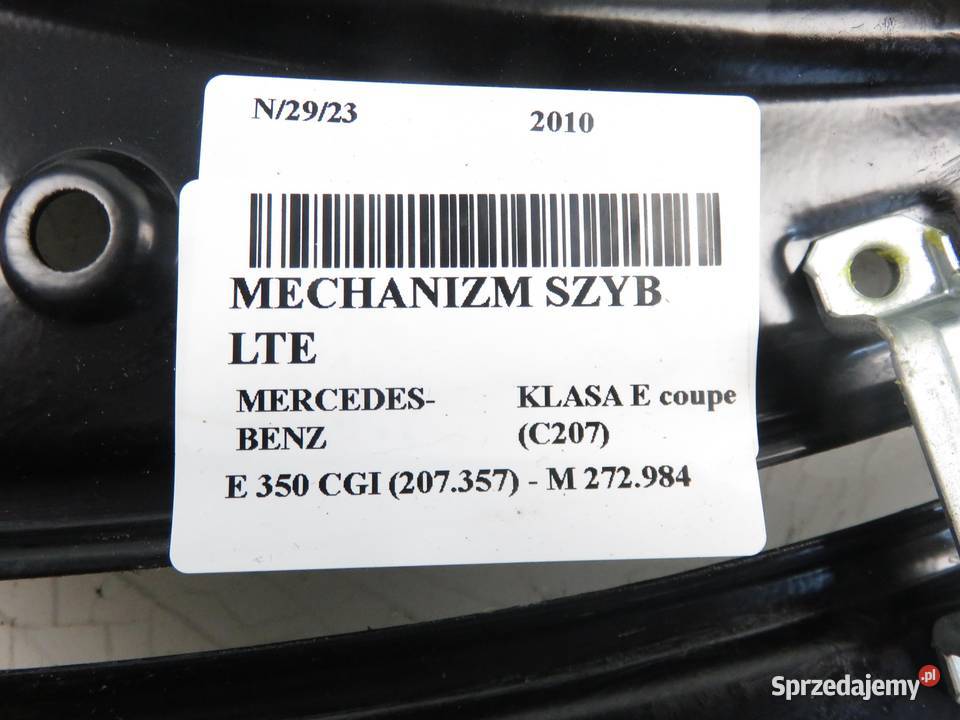 N/29/23 2010
MECHANIZM SZYB
LTE
MERCEDES- KLASA E coupe
BENZ (C207)
E 350 CGI (207.357) - M 272.984
Sprzedajemy.pl